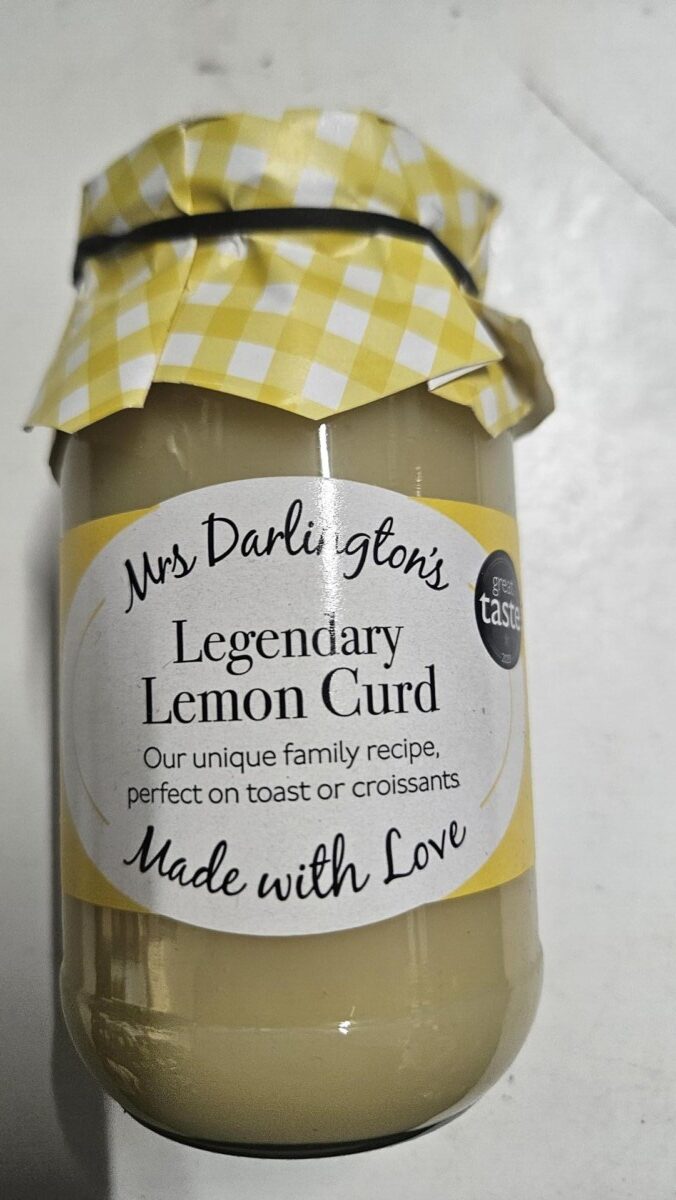 Mrs Darlington's
great
taste
Legendary
Lemon Curd
Our unique family recipe,
perfect on toast or croissants
Made with Love